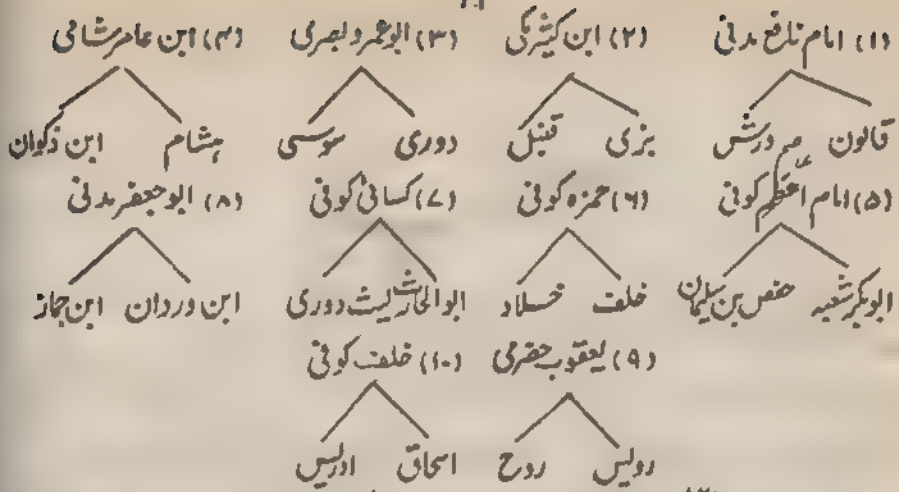 (۱) امام نافع مدنی (۲) ابن کثیر مکی (۳) ابوعمرو بصری (۴) ابن عامر شامی
قالون ورش بزی قنبل دوری سوسی ہشام ابن ذکوان
(۵) امام اعظم کوفی (۶) حمزہ کوفی (۷) کسائی کوفی (۸) ابو جعفر مدنی
ابوبکر شعبہ حفص بن سلیمان خلف خلاد ابوالحارث لیث دوری ابن وردان ابن جماز
(۹) یعقوب حضرمی (۱۰) خلف کوفی
رویس روح اسحاق ادریس